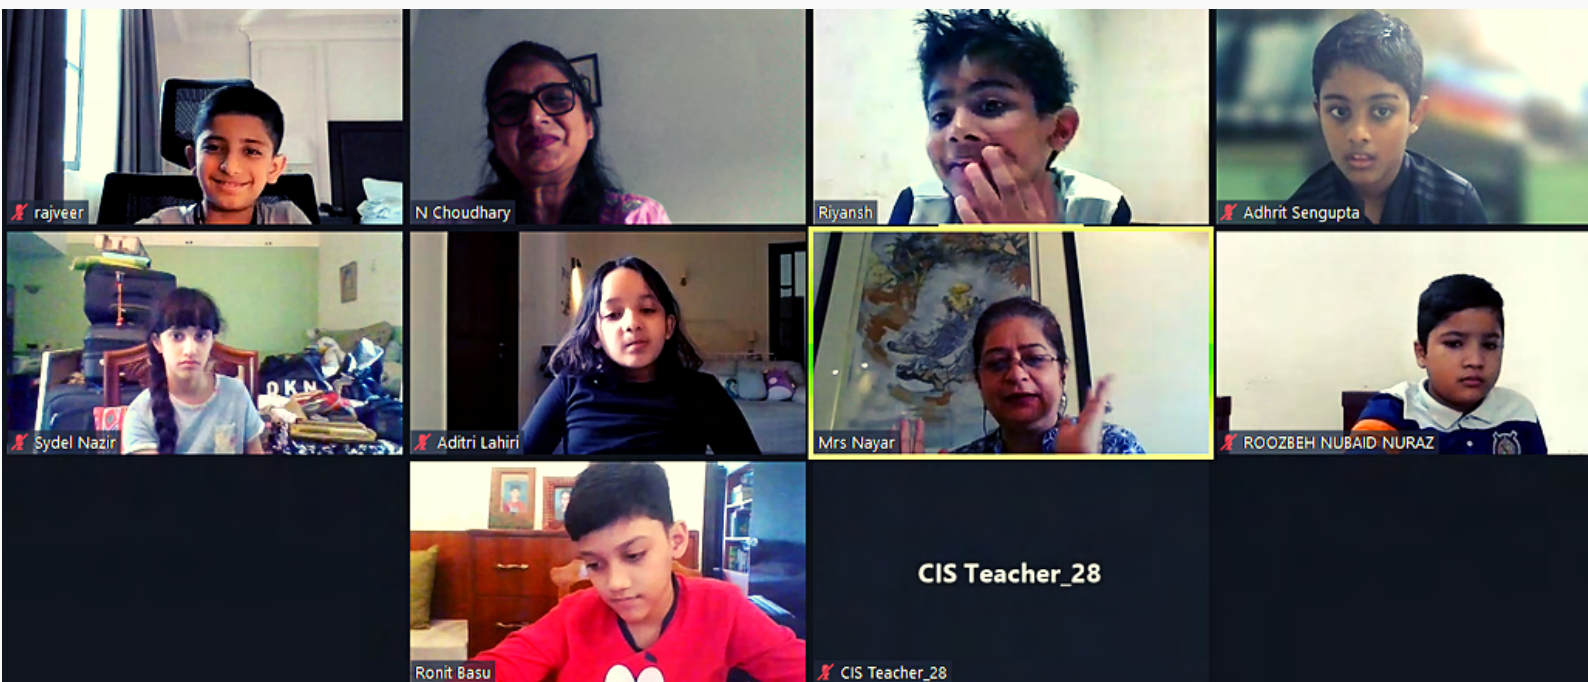 rajveer
N Choudhary
Riyansh
Adhrit Sengupta
OKN
Sydel Nazir
Aditri Lahiri
Mrs Nayar
ROOZBEH NUBAID NURAZ
CIS Teacher_28
Ronit Basu
CIS Teacher_28